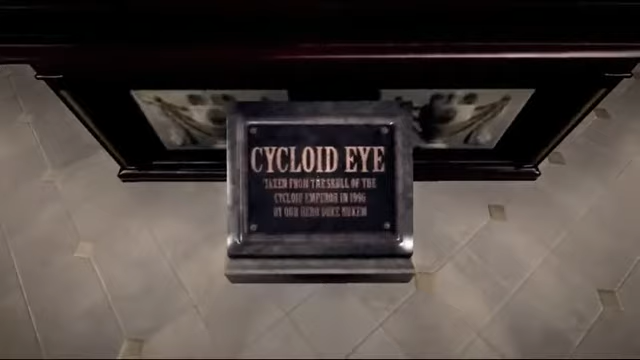 CYCLOID EYE
TAKEN FROM THE SKULL OF THE
CYCLOID EMPEROR IN 1996
BY OUR HERO DUKE NUKEM